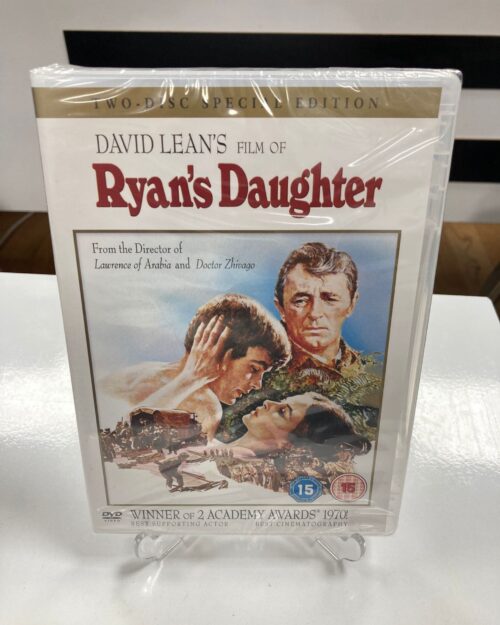 TWO-DISC SPECIAL EDITION
DAVID LEAN'S FILM OF
Ryan's Daughter
From the Director of
Lawrence of Arabia and Doctor Zhivago
15 15
DVD
VIDEO
WINNER OF 2 ACADEMY AWARDS® 1970!
BEST SUPPORTING ACTOR BEST CINEMATOGRAPHY